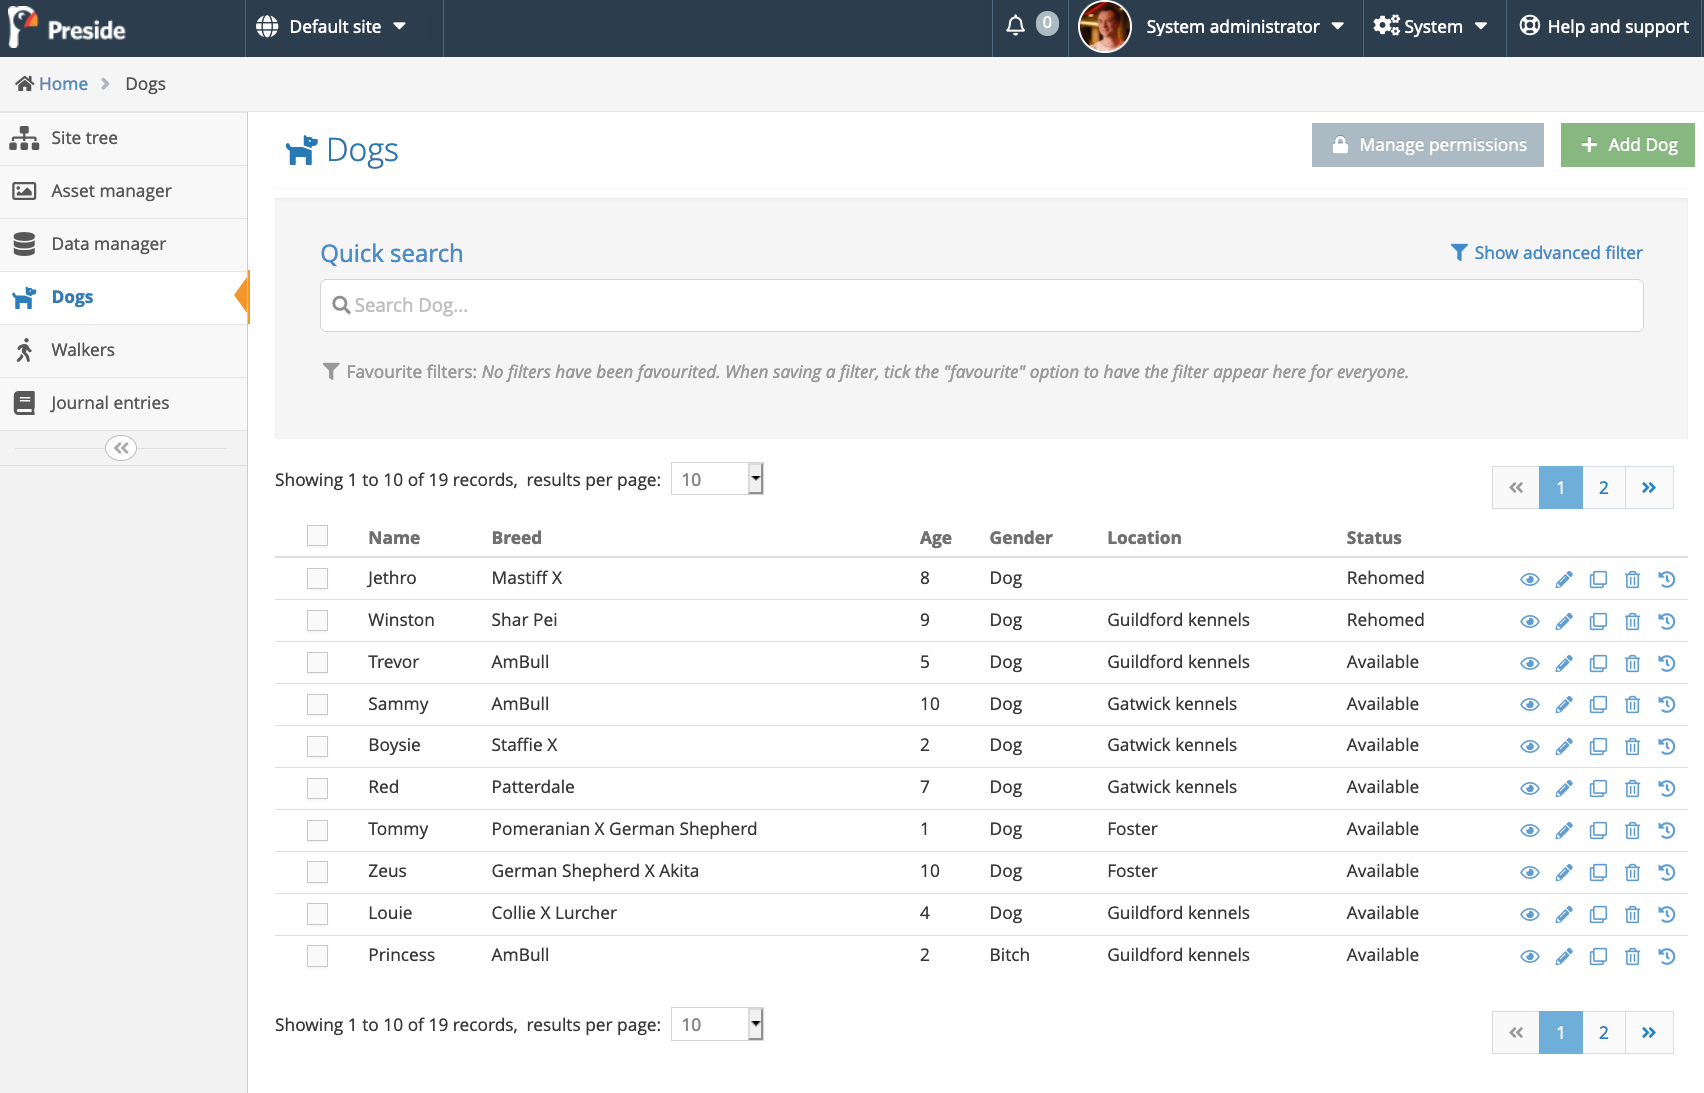 Preside
Default site
0
System administrator
System
Help and support
Home
Dogs
Site tree
Asset manager
Data manager
Dogs
Walkers
Journal entries
Dogs
Manage permissions
Add Dog
Quick search
Show advanced filter
Search Dog...
Favourite filters: No filters have been favourited. When saving a filter, tick the "favourite" option to have the filter appear here for everyone.
Showing 1 to 10 of 19 records, results per page: 10
« 1 2 »
Name Breed Age Gender Location Status
Jethro Mastiff X 8 Dog Rehomed
Winston Shar Pei 9 Dog Guildford kennels Rehomed
Trevor AmBull 5 Dog Guildford kennels Available
Sammy AmBull 10 Dog Gatwick kennels Available
Boysie Staffie X 2 Dog Gatwick kennels Available
Red Patterdale 7 Dog Gatwick kennels Available
Tommy Pomeranian X German Shepherd 1 Dog Foster Available
Zeus German Shepherd X Akita 10 Dog Foster Available
Louie Collie X Lurcher 4 Dog Guildford kennels Available
Princess AmBull 2 Bitch Guildford kennels Available
Showing 1 to 10 of 19 records, results per page: 10
« 1 2 »